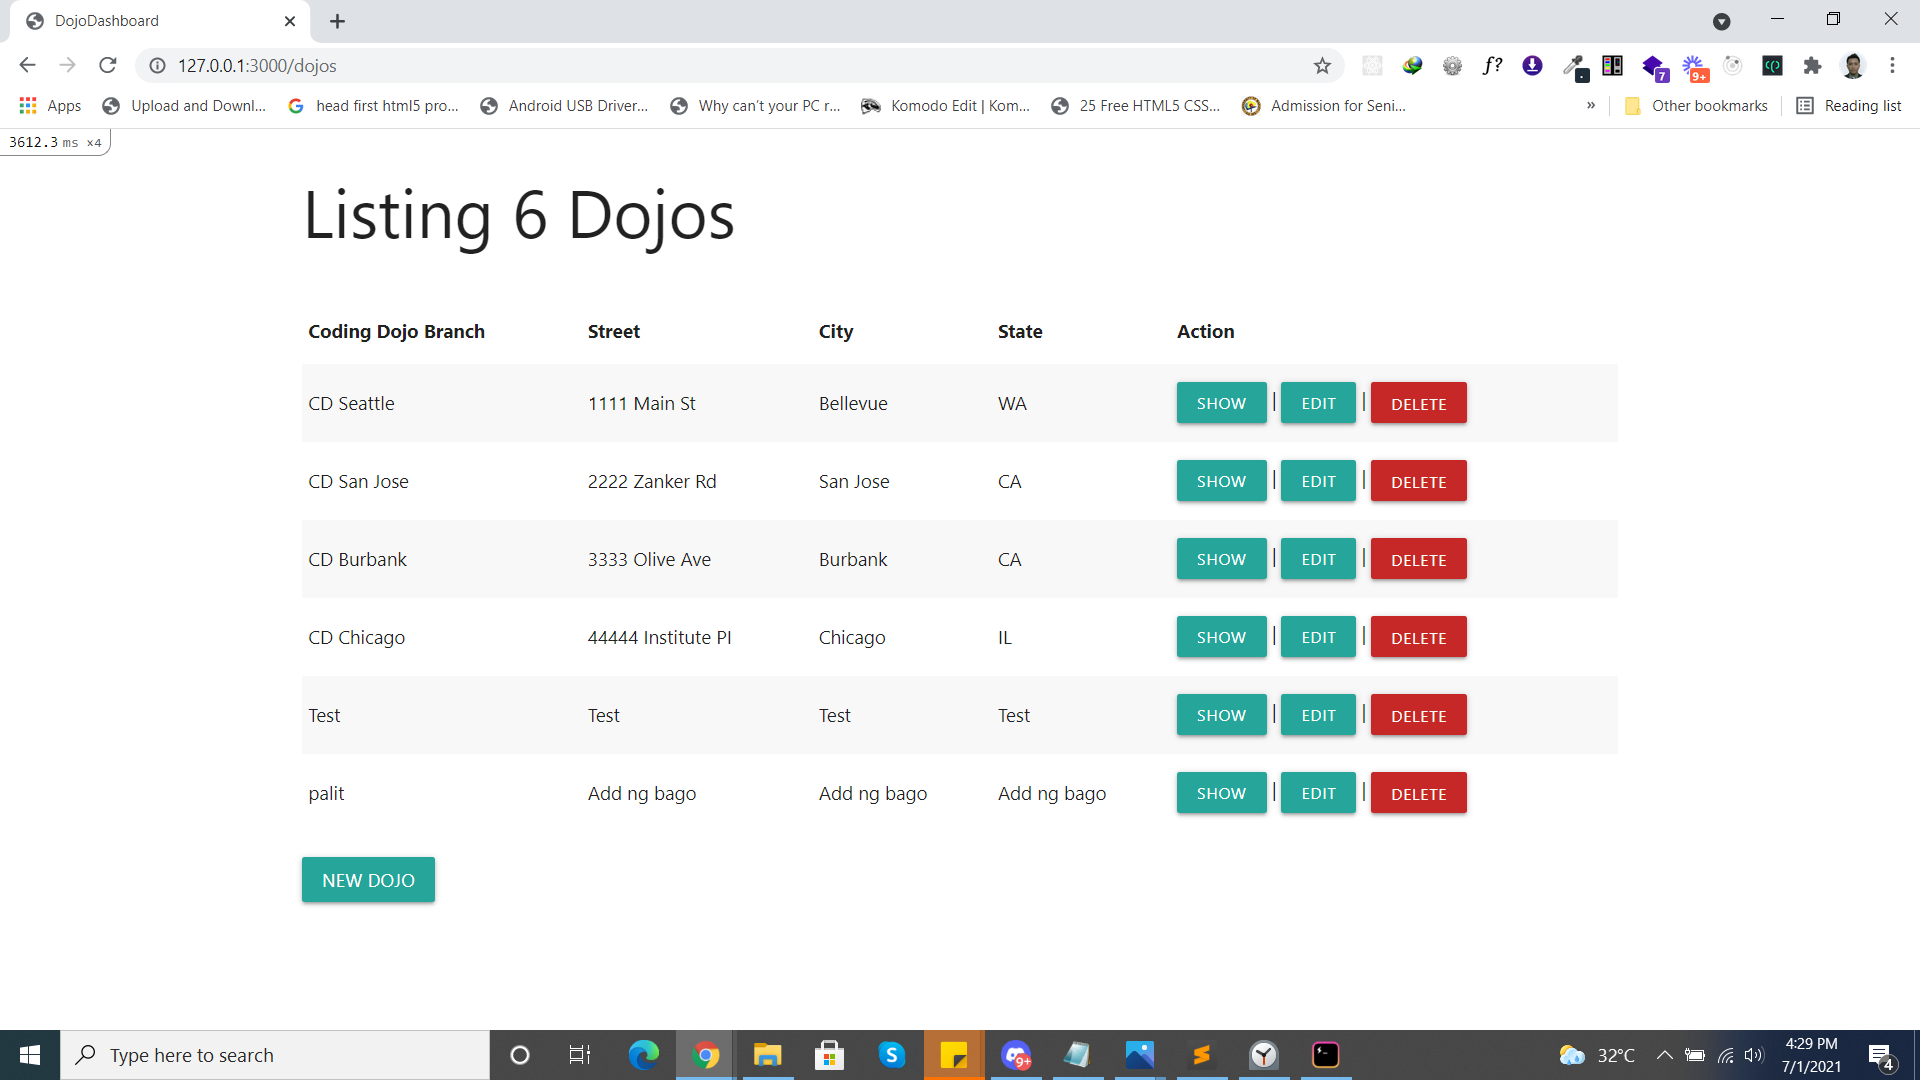 DojoDashboard
127.0.0.1:3000/dojos
f?
7
9+
Apps
Upload and Downl...
head first html5 pro...
Android USB Driver...
Why can't your PC r...
Komodo Edit | Kom...
25 Free HTML5 CSS...
Admission for Seni...
»
Other bookmarks
Reading list
3612.3 ms ×4
Listing 6 Dojos
Coding Dojo Branch Street City State Action
CD Seattle 1111 Main St Bellevue WA SHOW | EDIT | DELETE
CD San Jose 2222 Zanker Rd San Jose CA SHOW | EDIT | DELETE
CD Burbank 3333 Olive Ave Burbank CA SHOW | EDIT | DELETE
CD Chicago 44444 Institute PI Chicago IL SHOW | EDIT | DELETE
Test Test Test Test SHOW | EDIT | DELETE
palit Add ng bago Add ng bago Add ng bago SHOW | EDIT | DELETE
NEW DOJO
Type here to search
9+
32°C
4:29 PM
7/1/2021
4